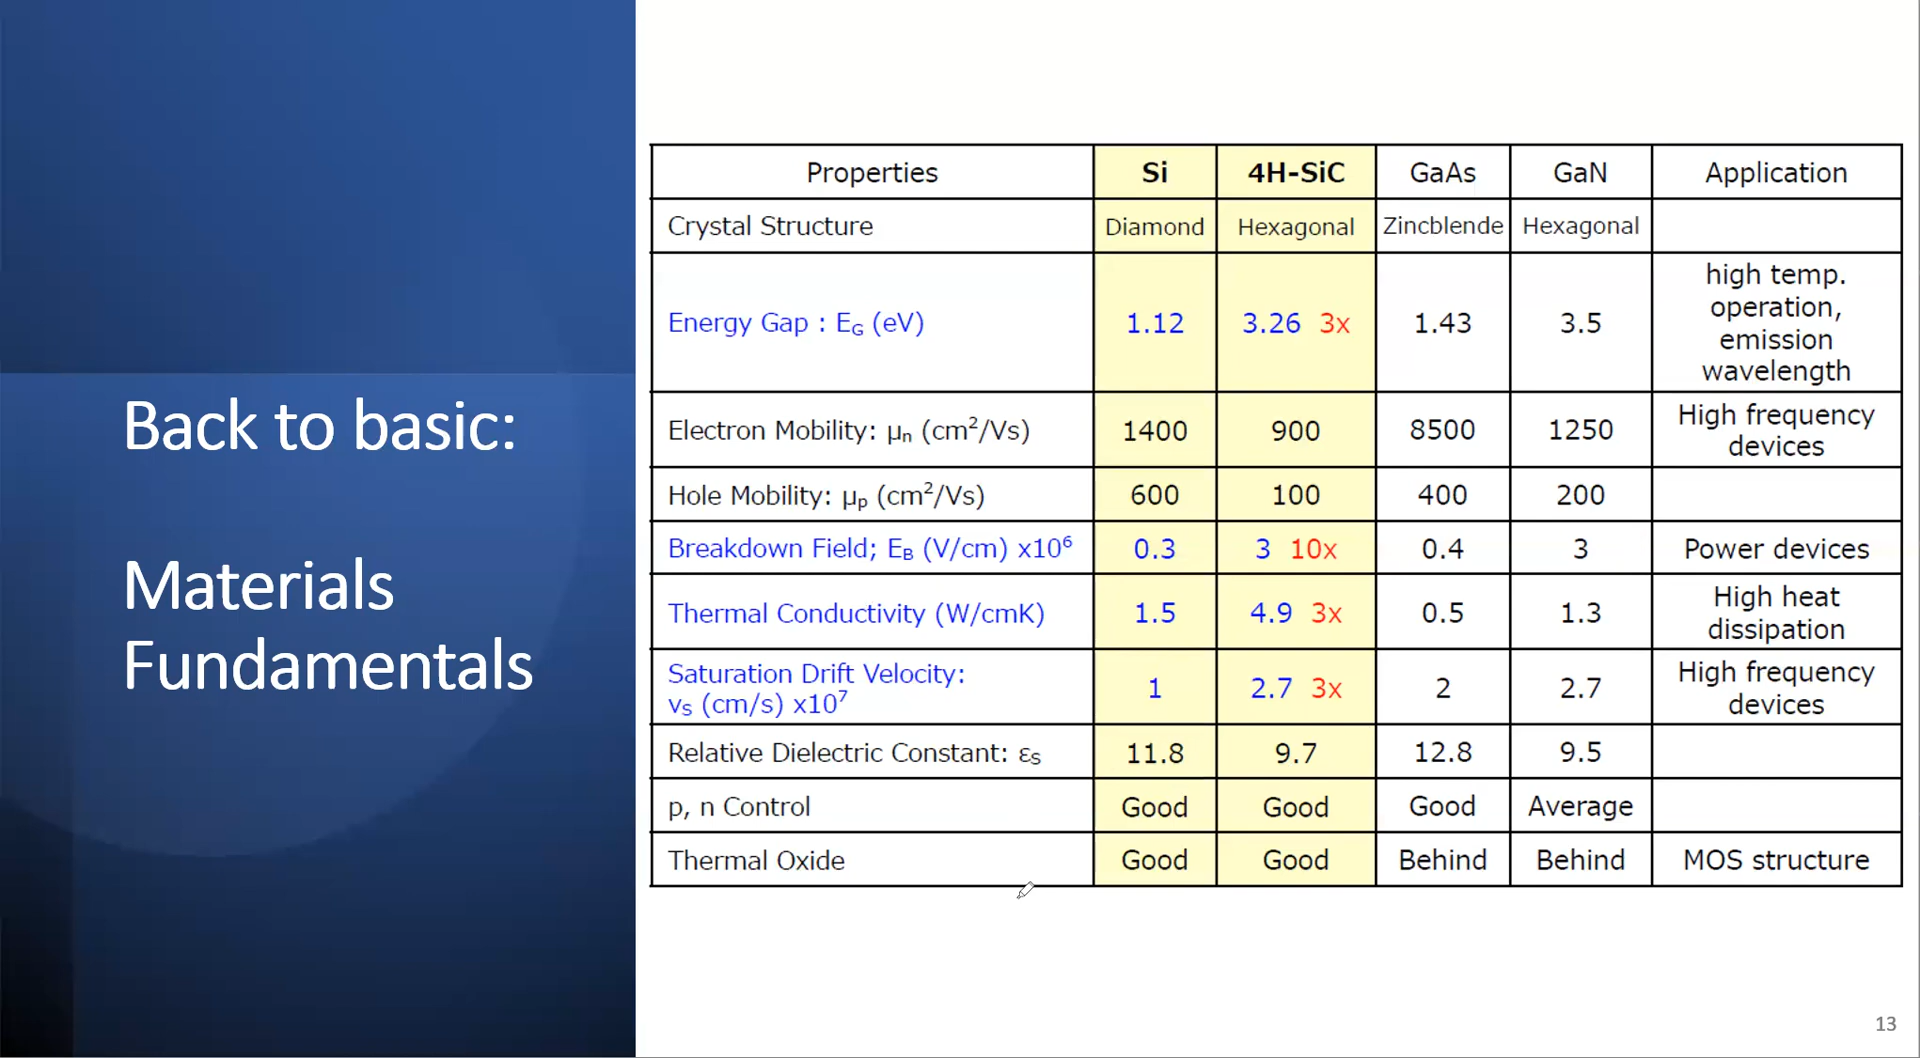 Back to basic:
Materials
Fundamentals
Properties Si 4H-SiC GaAs GaN Application
Crystal Structure Diamond Hexagonal Zincblende Hexagonal
Energy Gap : EG (eV) 1.12 3.26 3x 1.43 3.5 high temp.
operation,
emission
wavelength
Electron Mobility: μn (cm²/Vs) 1400 900 8500 1250 High frequency
devices
Hole Mobility: μp (cm²/Vs) 600 100 400 200
Breakdown Field; EB (V/cm) x10⁶ 0.3 3 10x 0.4 3 Power devices
Thermal Conductivity (W/cmK) 1.5 4.9 3x 0.5 1.3 High heat
dissipation
Saturation Drift Velocity:
vS (cm/s) x10⁷ 1 2.7 3x 2 2.7 High frequency
devices
Relative Dielectric Constant: εS 11.8 9.7 12.8 9.5
p, n Control Good Good Good Average
Thermal Oxide Good Good Behind Behind MOS structure
13